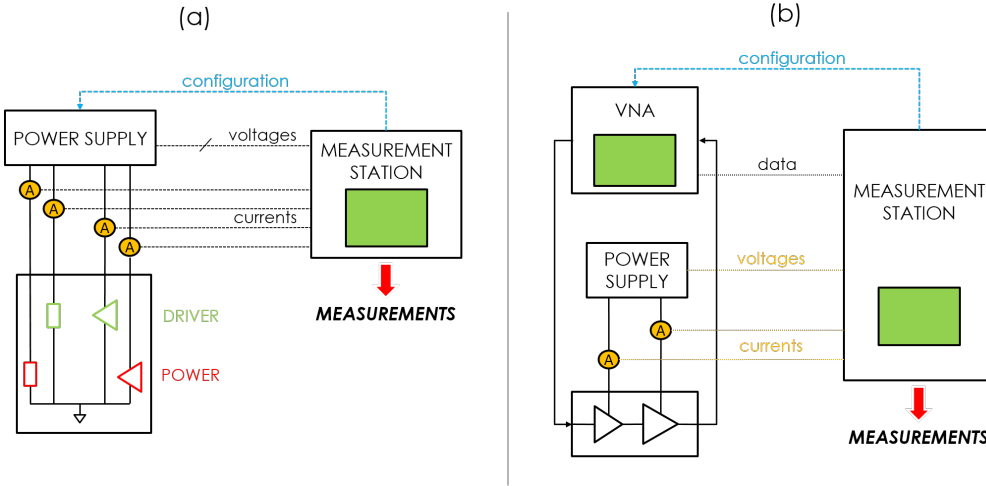 (a)
configuration
POWER SUPPLY
voltages
MEASUREMENT
STATION
A
A
currents
A
A
MEASUREMENTS
DRIVER
POWER
(b)
configuration
VNA
data
MEASUREMENT
STATION
POWER
SUPPLY
voltages
A
currents
A
MEASUREMENTS